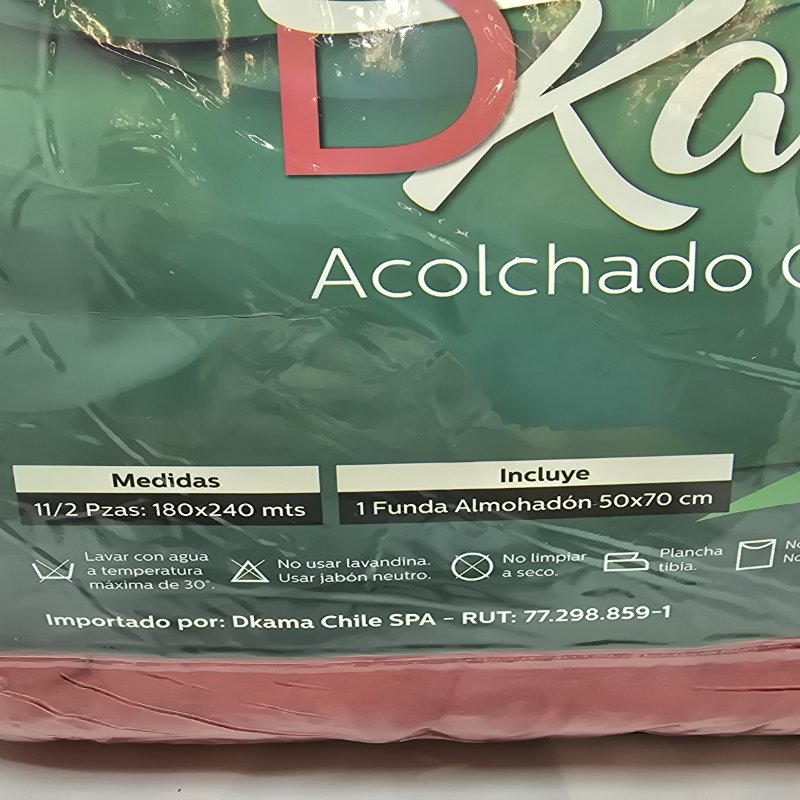 DKa
Acolchado
Medidas
11/2 Pzas: 180x240 mts
Incluye
1 Funda Almohadón 50x70 cm
Lavar con agua
a temperatura
máxima de 30°.
No usar lavandina.
Usar jabón neutro.
No limpiar
a seco.
Plancha
tibia.
No
No
Importado por: Dkama Chile SPA - RUT: 77.298.859-1